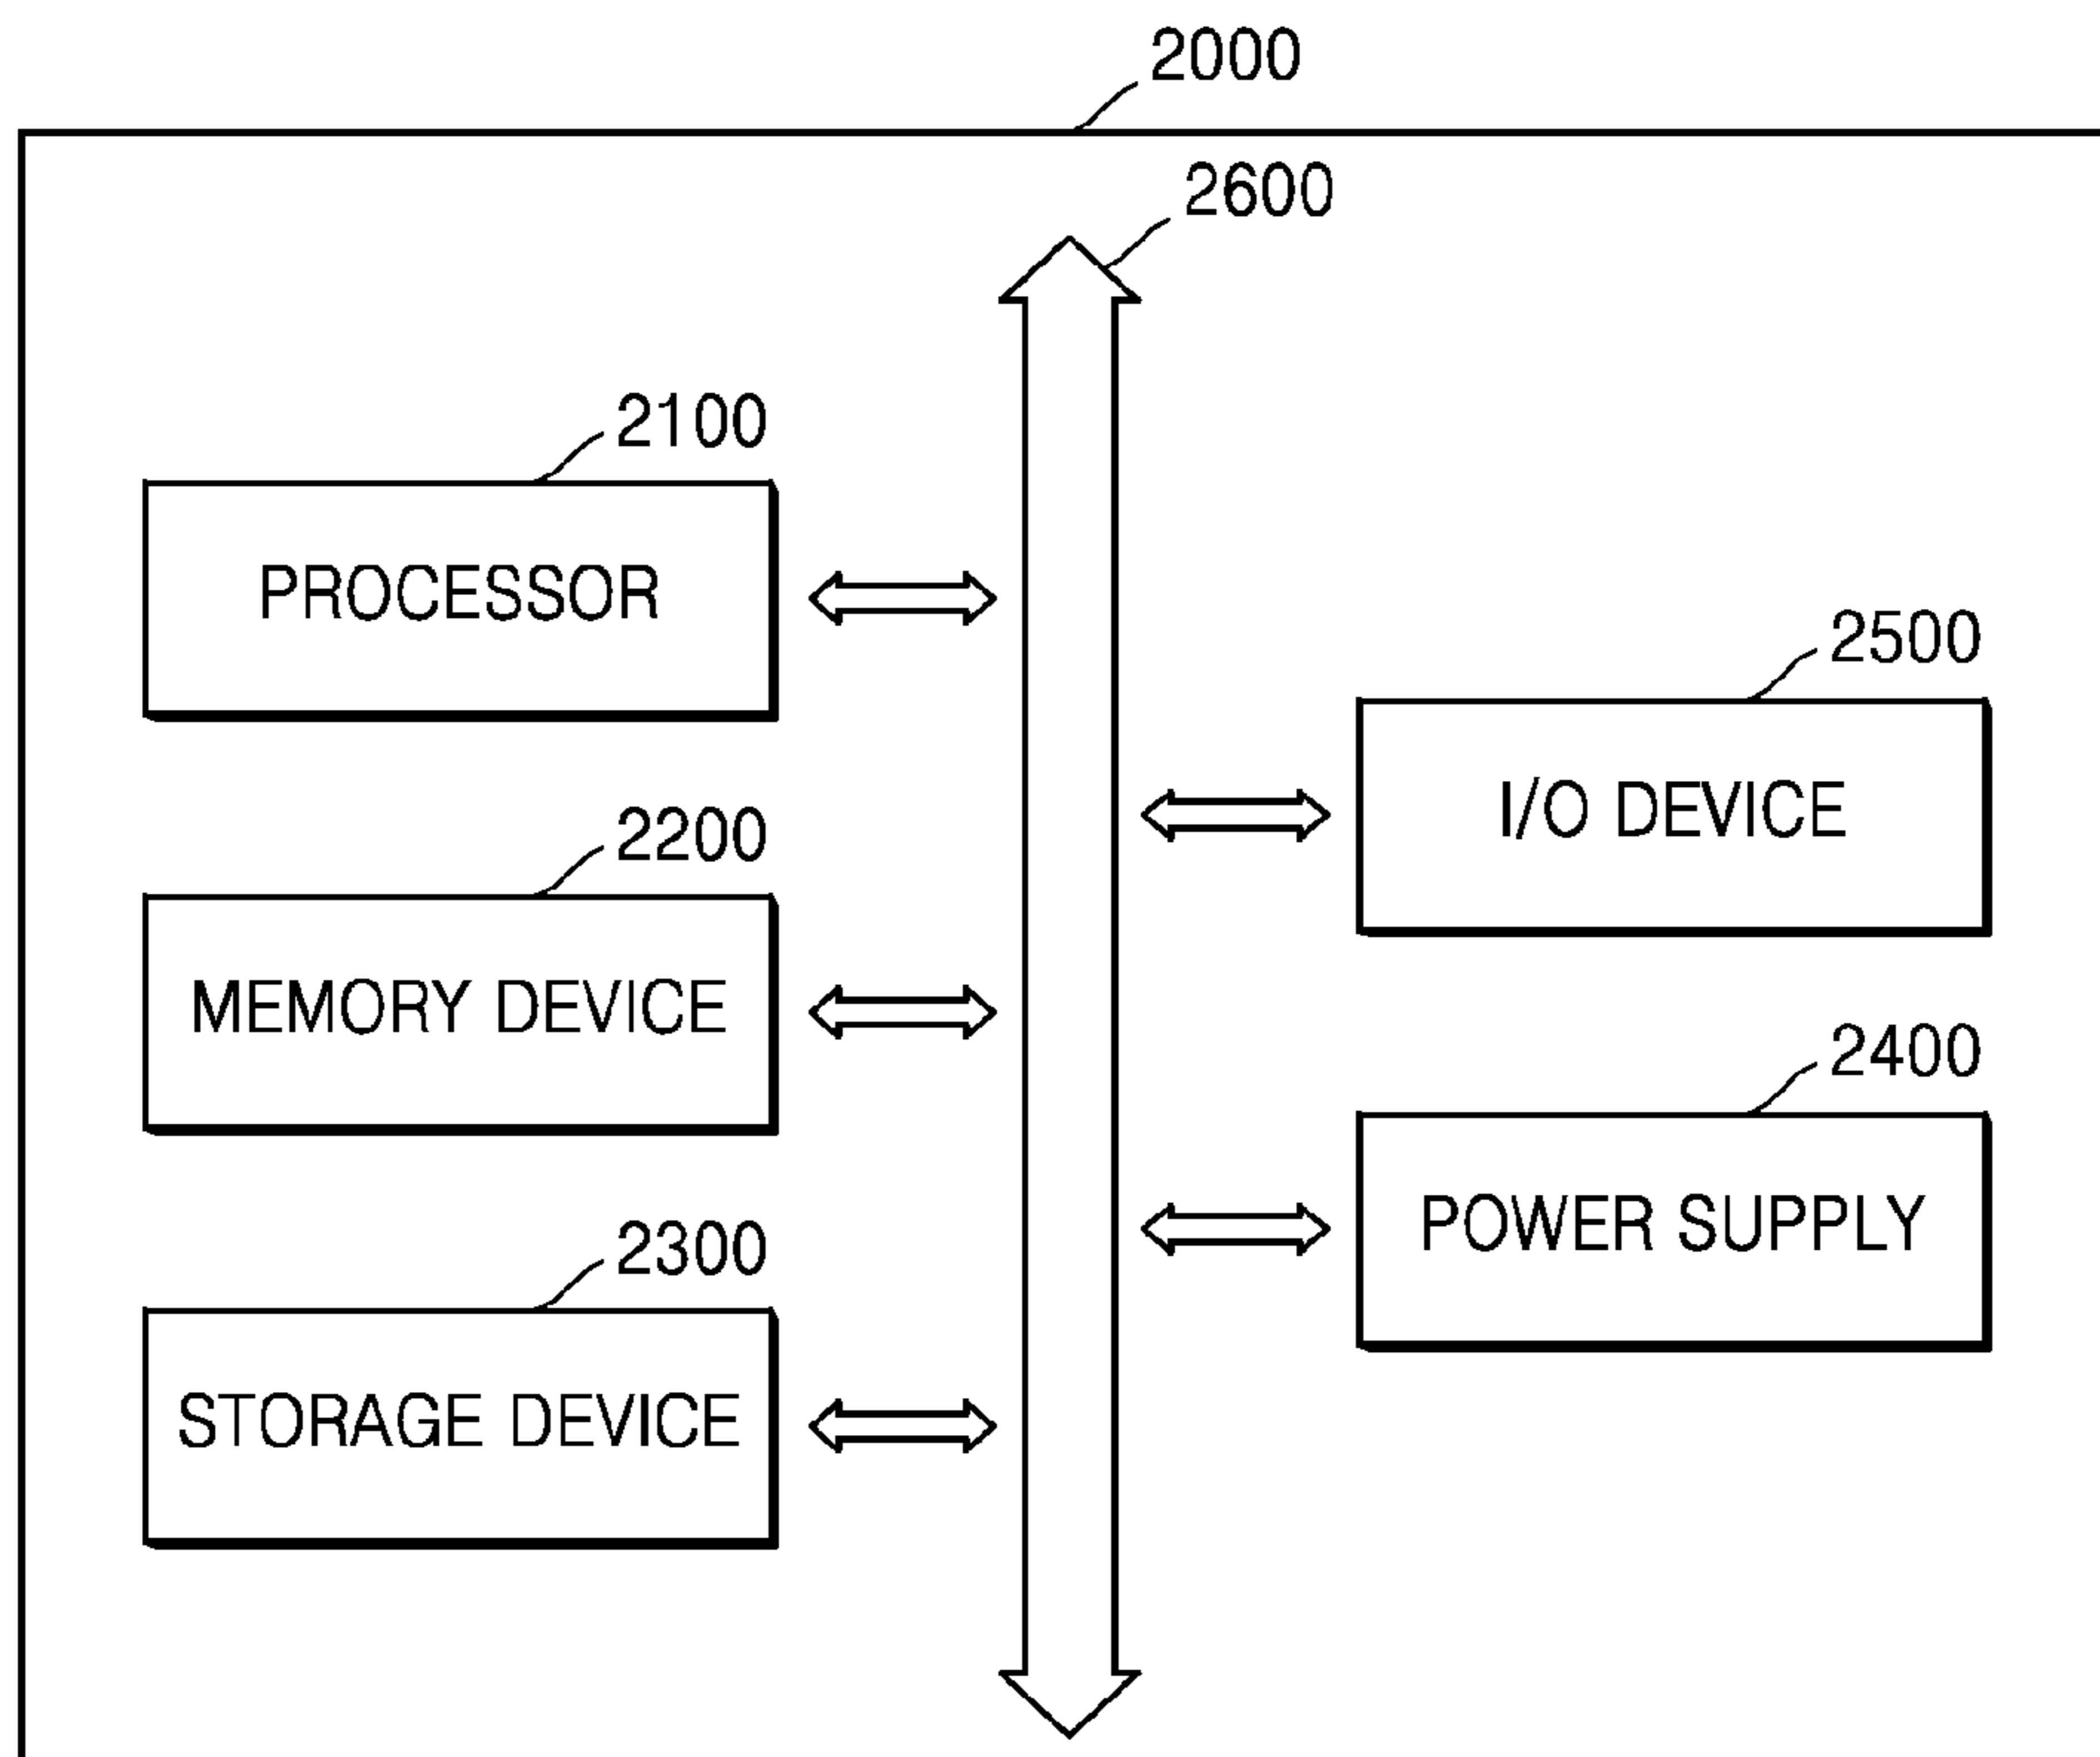 2000
2600
2100
PROCESSOR
2500
I/O DEVICE
2200
MEMORY DEVICE
2400
POWER SUPPLY
2300
STORAGE DEVICE